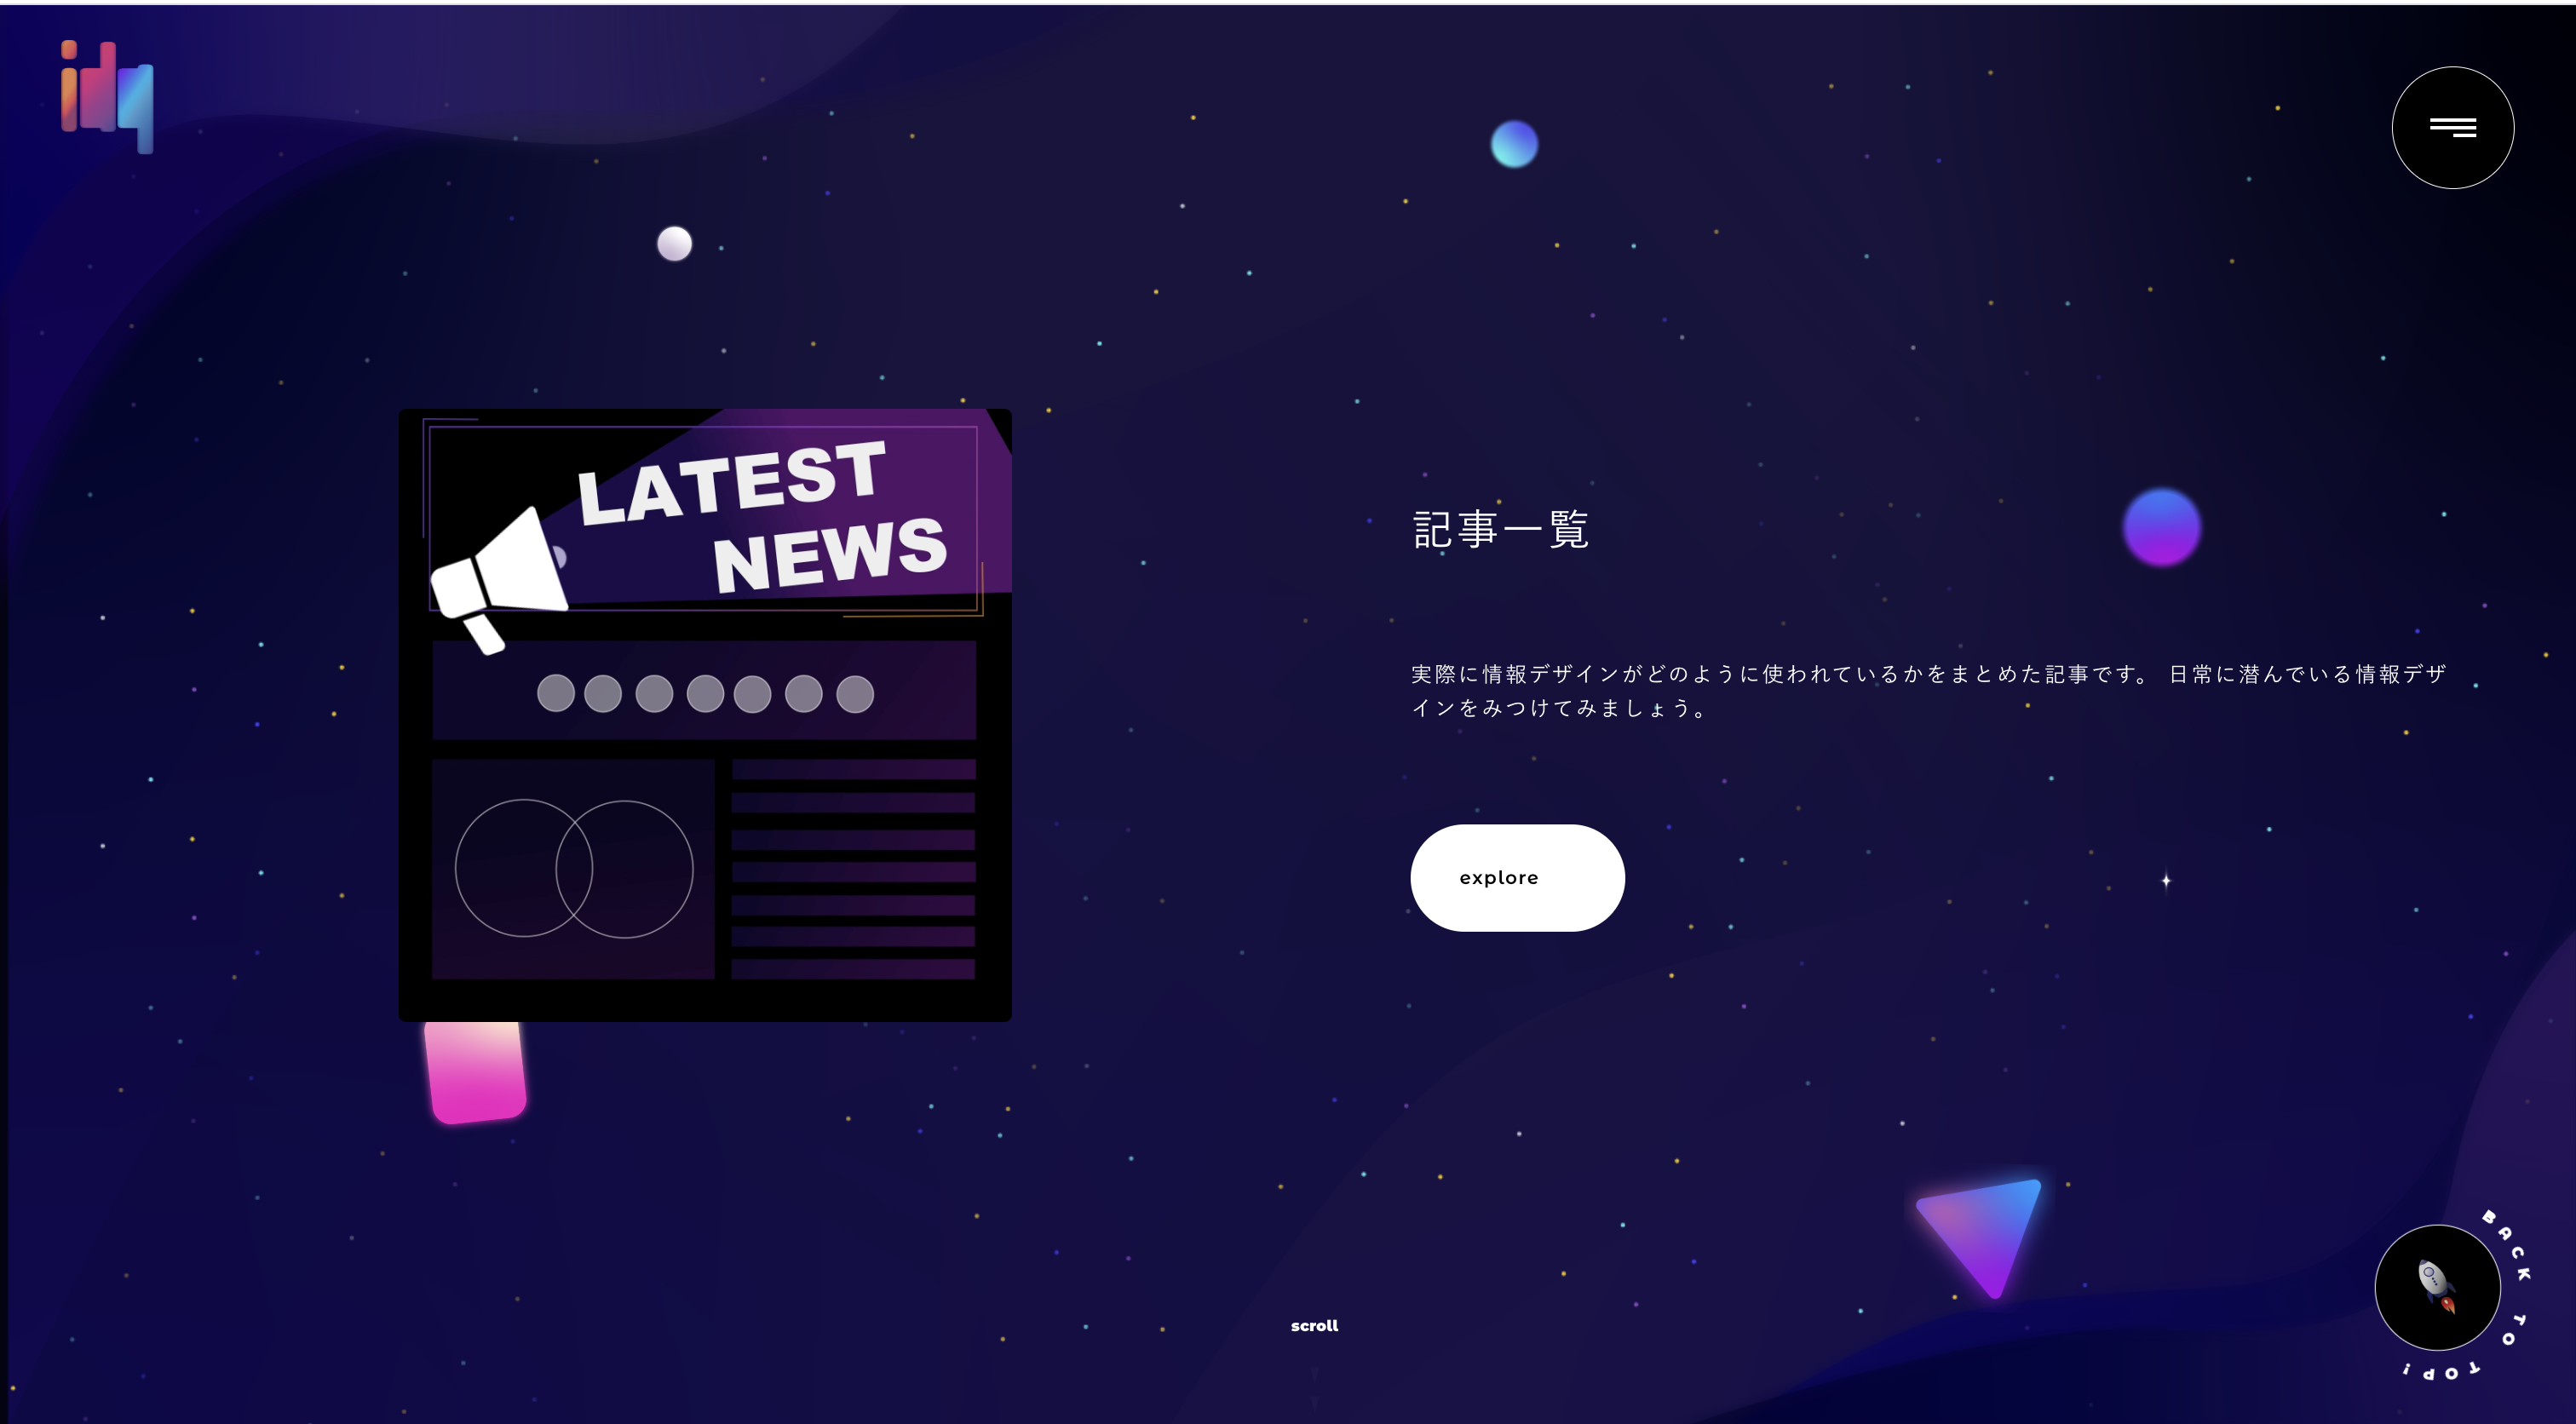 idq
LATEST
NEWS
記事一覧
実際に情報デザインがどのように使われているかをまとめた記事です。 日常に潜んでいる情報デザ
インをみつけてみましょう。
explore
scroll
BACK TO TOP!